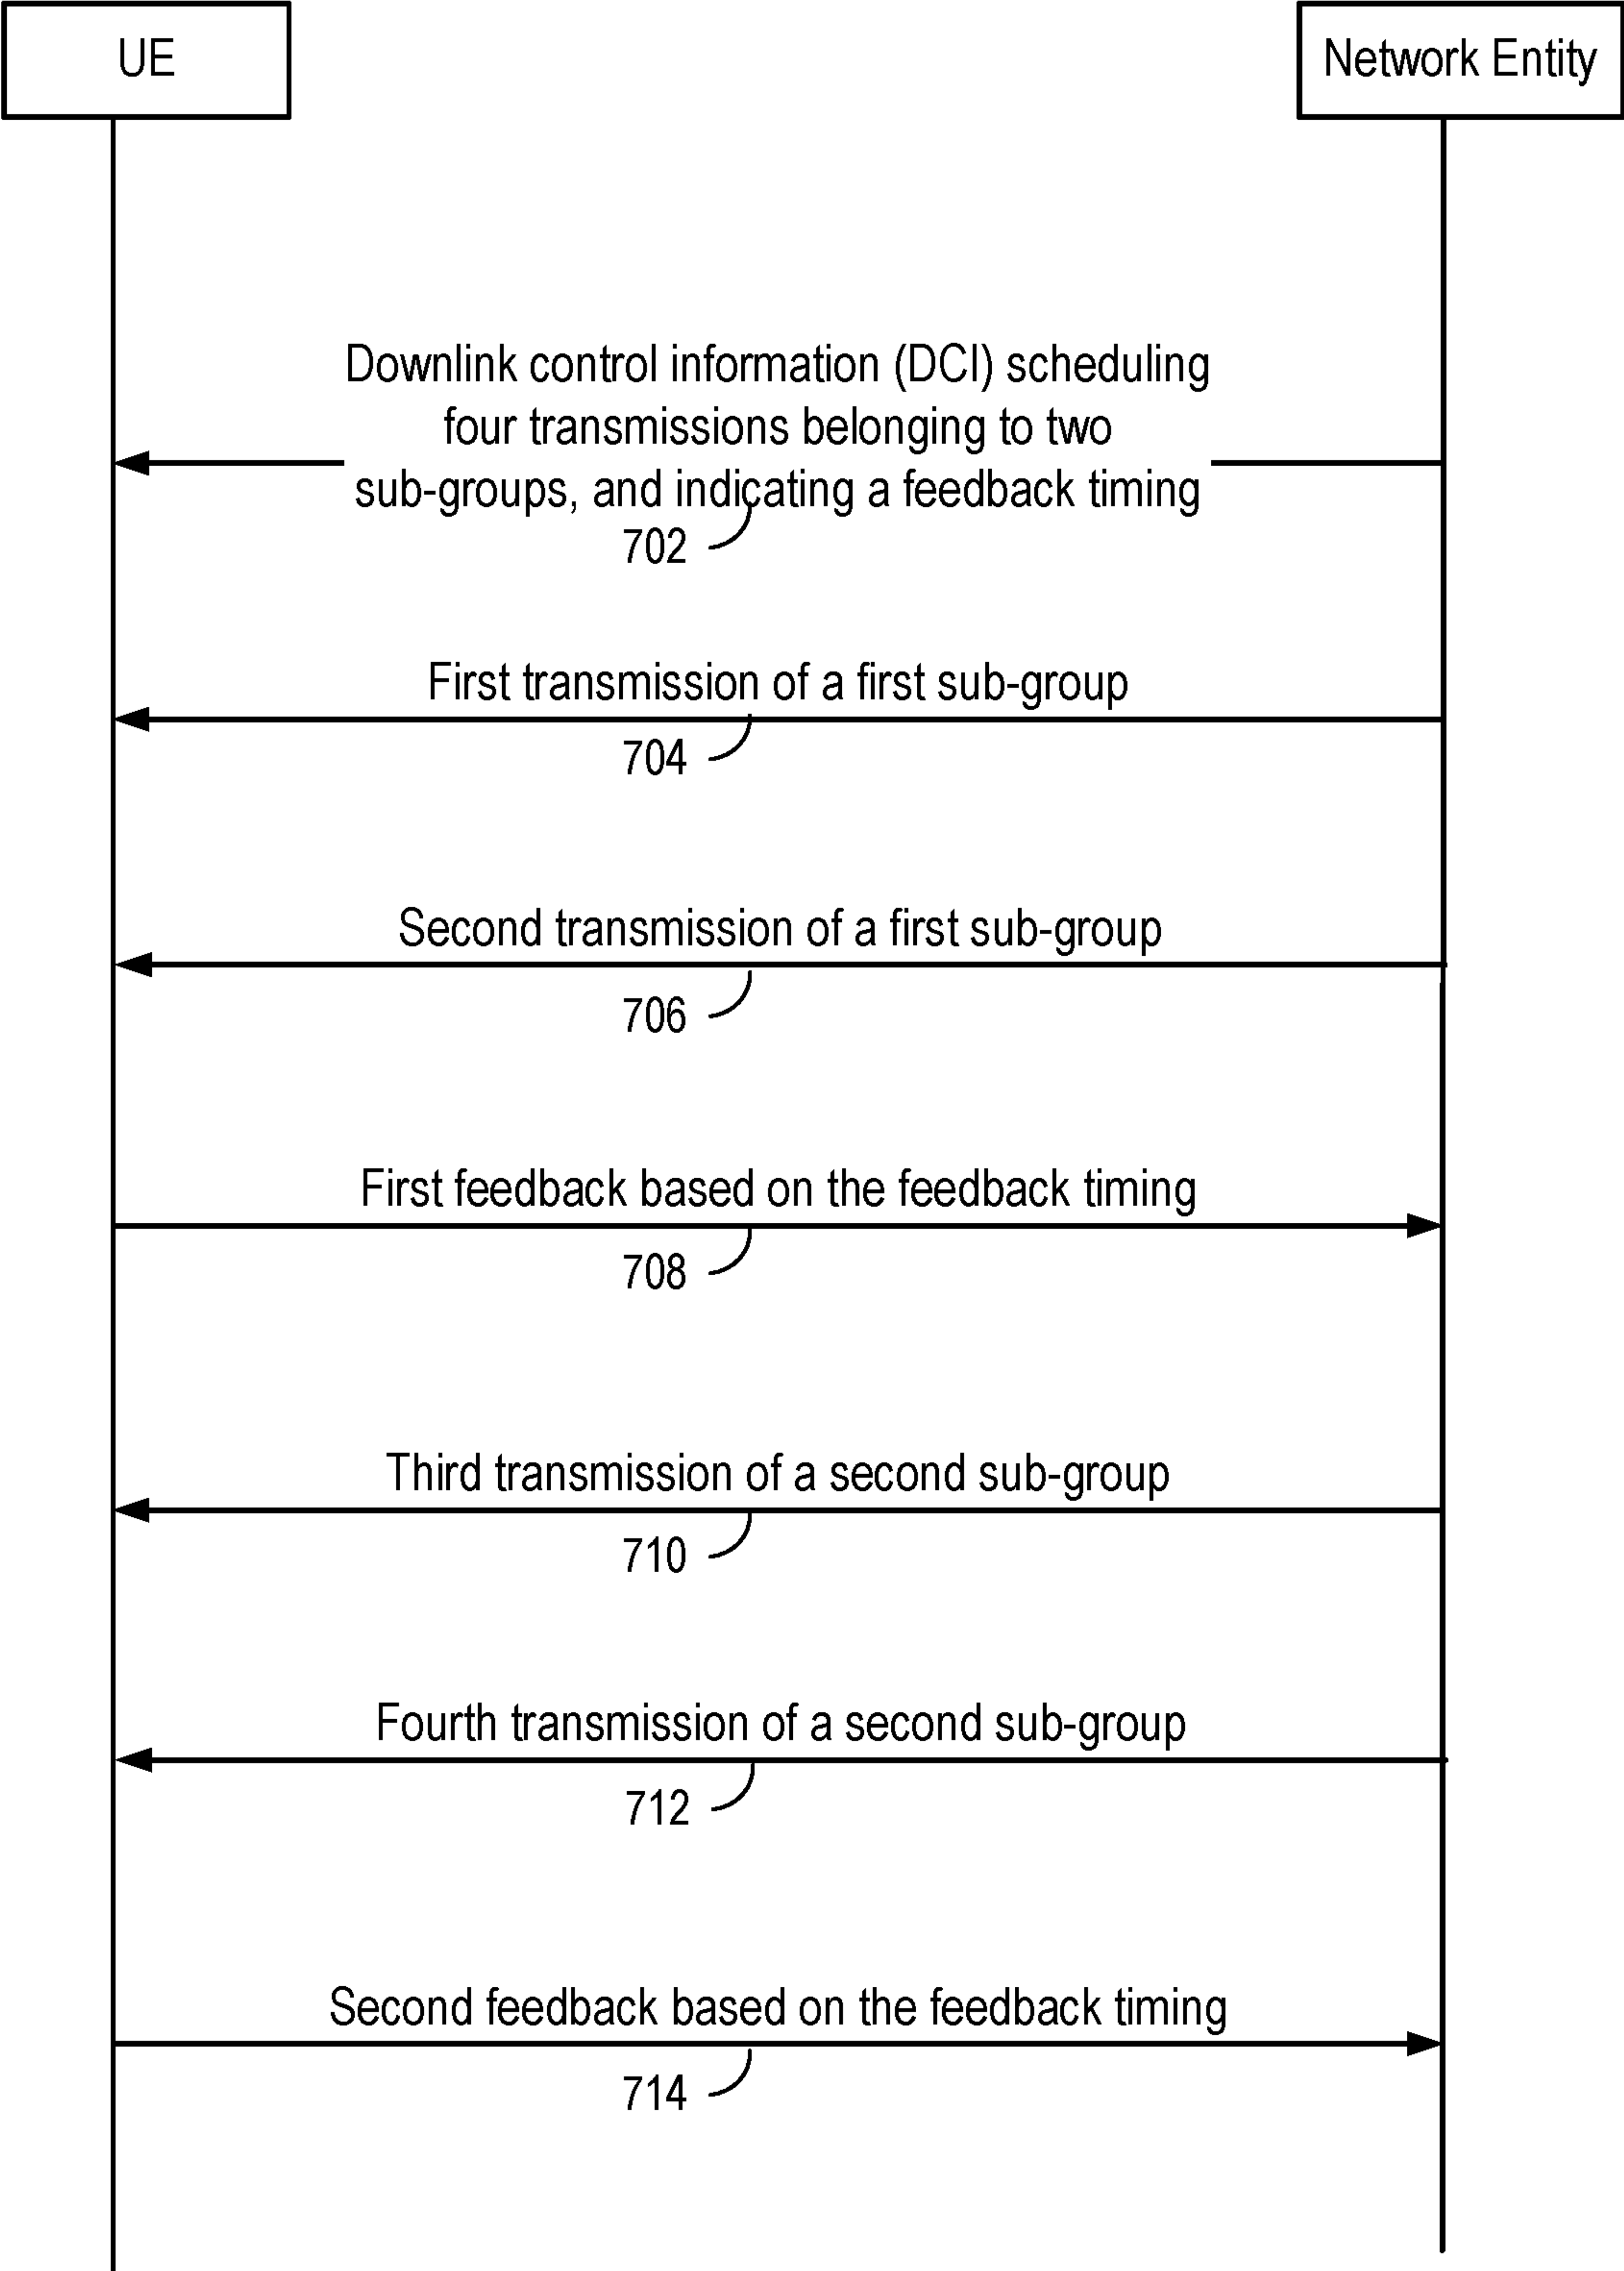 UE
Network Entity
Downlink control information (DCI) scheduling
four transmissions belonging to two
sub-groups, and indicating a feedback timing
702
First transmission of a first sub-group
704
Second transmission of a first sub-group
706
First feedback based on the feedback timing
708
Third transmission of a second sub-group
710
Fourth transmission of a second sub-group
712
Second feedback based on the feedback timing
714